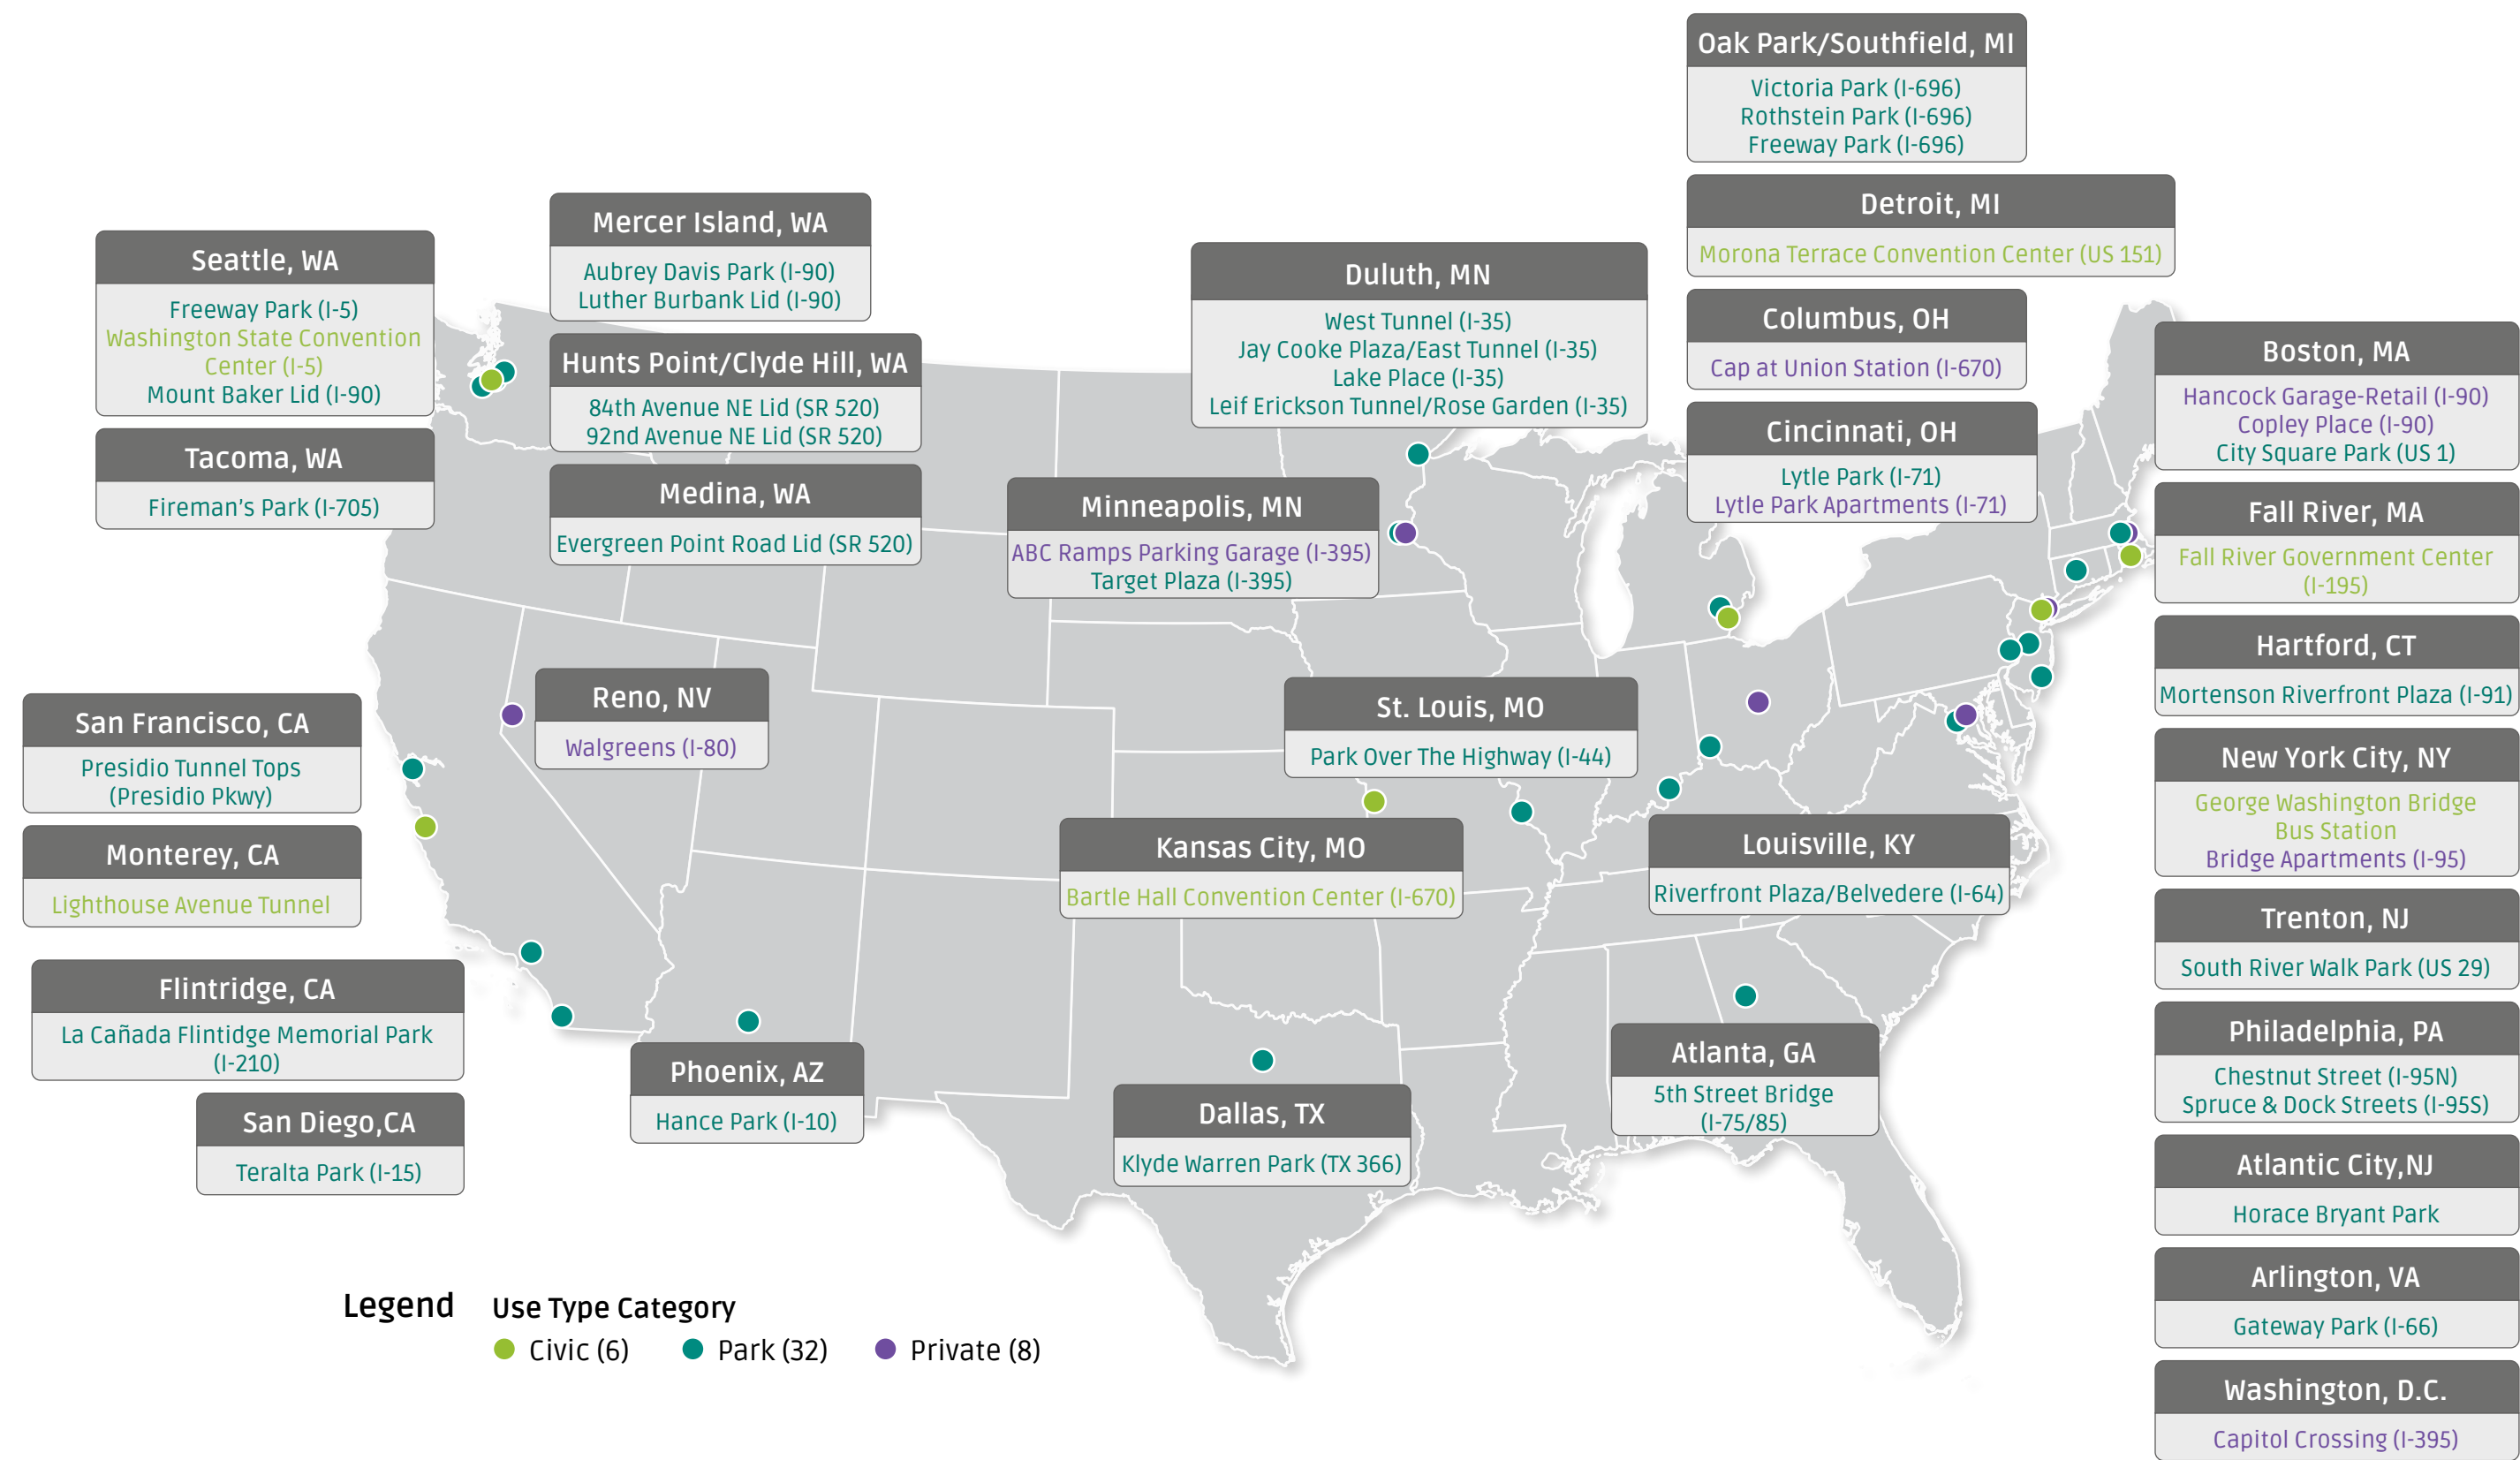 Oak Park/Southfield, MI
Victoria Park (I-696)
Rothstein Park (I-696)
Freeway Park (I-696)
Detroit, MI
Morona Terrace Convention Center (US 151)
Columbus, OH
Cap at Union Station (I-670)
Cincinnati, OH
Lytle Park (I-71)
Lytle Park Apartments (I-71)
Seattle, WA
Freeway Park (I-5)
Washington State Convention
Center (I-5)
Mount Baker Lid (I-90)
Tacoma, WA
Fireman’s Park (I-705)
Mercer Island, WA
Aubrey Davis Park (I-90)
Luther Burbank Lid (I-90)
Hunts Point/Clyde Hill, WA
84th Avenue NE Lid (SR 520)
92nd Avenue NE Lid (SR 520)
Medina, WA
Evergreen Point Road Lid (SR 520)
Duluth, MN
West Tunnel (I-35)
Jay Cooke Plaza/East Tunnel (I-35)
Lake Place (I-35)
Leif Erickson Tunnel/Rose Garden (I-35)
Minneapolis, MN
ABC Ramps Parking Garage (I-395)
Target Plaza (I-395)
Boston, MA
Hancock Garage-Retail (I-90)
Copley Place (I-90)
City Square Park (US 1)
Fall River, MA
Fall River Government Center
(I-195)
Hartford, CT
Mortenson Riverfront Plaza (I-91)
New York City, NY
George Washington Bridge
Bus Station
Bridge Apartments (I-95)
Trenton, NJ
South River Walk Park (US 29)
Philadelphia, PA
Chestnut Street (I-95N)
Spruce & Dock Streets (I-95S)
Atlantic City,NJ
Horace Bryant Park
Arlington, VA
Gateway Park (I-66)
Washington, D.C.
Capitol Crossing (I-395)
San Francisco, CA
Presidio Tunnel Tops
(Presidio Pkwy)
Monterey, CA
Lighthouse Avenue Tunnel
Flintridge, CA
La Cañada Flintidge Memorial Park
(I-210)
San Diego,CA
Teralta Park (I-15)
Reno, NV
Walgreens (I-80)
Phoenix, AZ
Hance Park (I-10)
St. Louis, MO
Park Over The Highway (I-44)
Kansas City, MO
Bartle Hall Convention Center (I-670)
Louisville, KY
Riverfront Plaza/Belvedere (I-64)
Dallas, TX
Klyde Warren Park (TX 366)
Atlanta, GA
5th Street Bridge
(I-75/85)
Legend
Use Type Category
Civic (6)
Park (32)
Private (8)